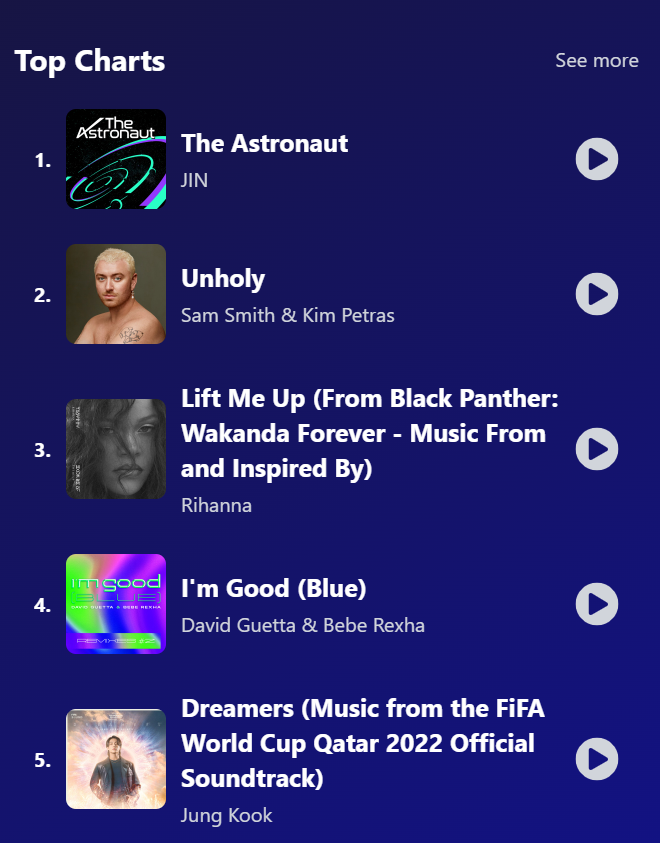 Top Charts
See more
1.
The
Astronaut
The Astronaut
JIN
2.
Unholy
Sam Smith & Kim Petras
3.
Lift Me Up (From Black Panther:
Wakanda Forever - Music From
and Inspired By)
Rihanna
4.
im good
(BLUE)
DAVID GUETTA & BEBE REXHA
I'm Good (Blue)
David Guetta & Bebe Rexha
5.
Dreamers (Music from the FiFA
World Cup Qatar 2022 Official
Soundtrack)
Jung Kook